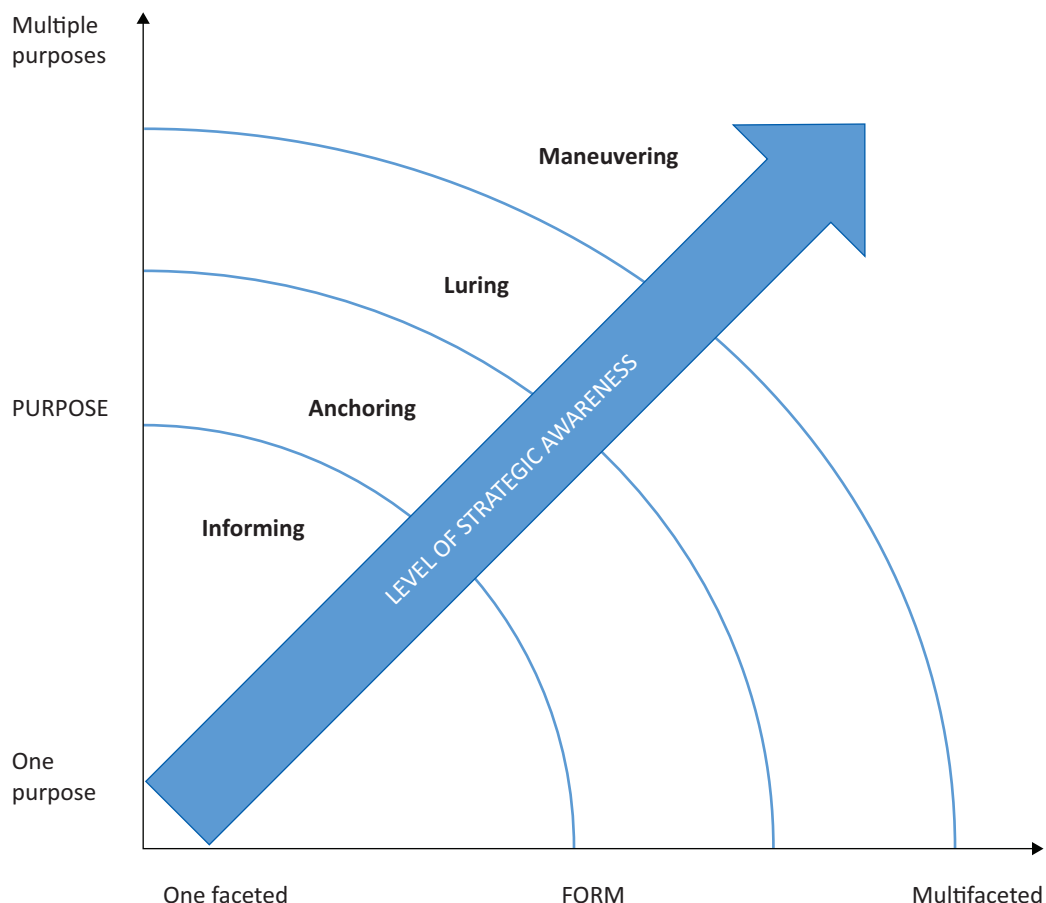 Multiple
purposes
Maneuvering
Luring
PURPOSE
Anchoring
LEVEL OF STRATEGIC AWARENESS
Informing
One
purpose
One faceted
FORM
Multifaceted